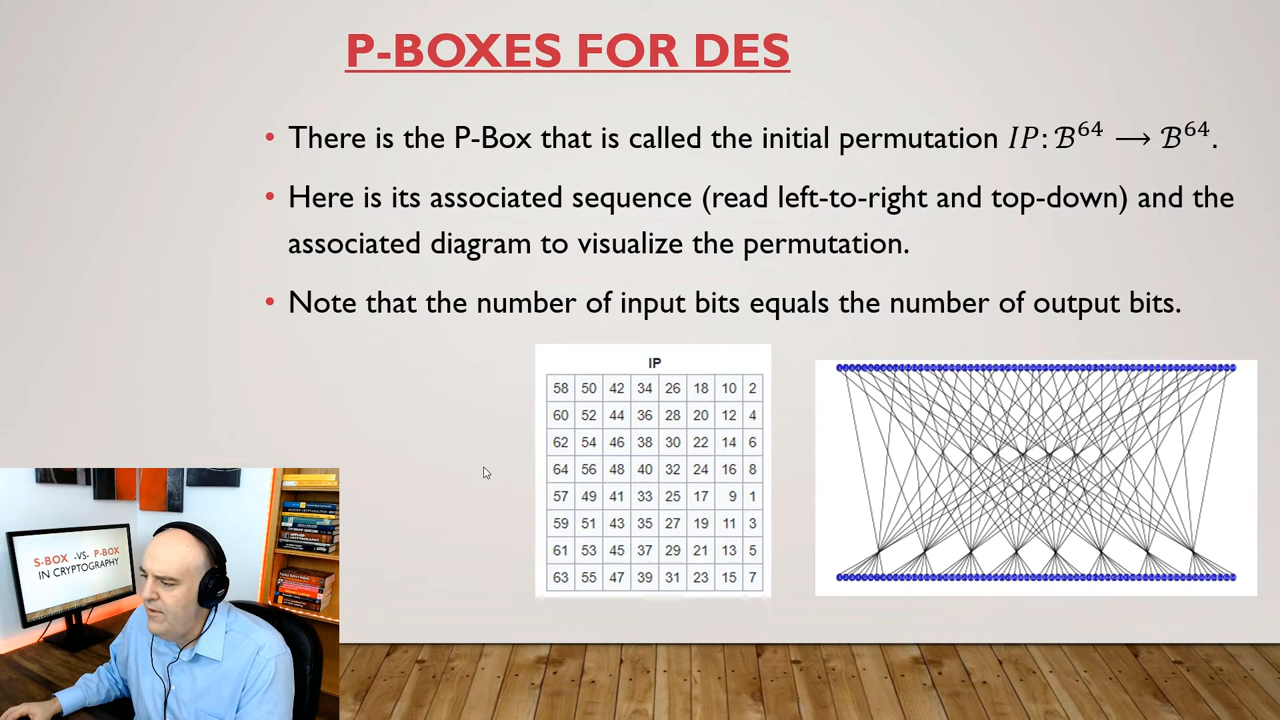 P-BOXES FOR DES
• There is the P-Box that is called the initial permutation 𝐼𝑃: ℬ⁶⁴ ⟶ ℬ⁶⁴.
• Here is its associated sequence (read left-to-right and top-down) and the
associated diagram to visualize the permutation.
• Note that the number of input bits equals the number of output bits.
IP
58 50 42 34 26 18 10 2
60 52 44 36 28 20 12 4
62 54 46 38 30 22 14 6
64 56 48 40 32 24 16 8
57 49 41 33 25 17 9 1
59 51 43 35 27 19 11 3
61 53 45 37 29 21 13 5
63 55 47 39 31 23 15 7
S-BOX -VS- P-BOX
IN CRYPTOGRAPHY